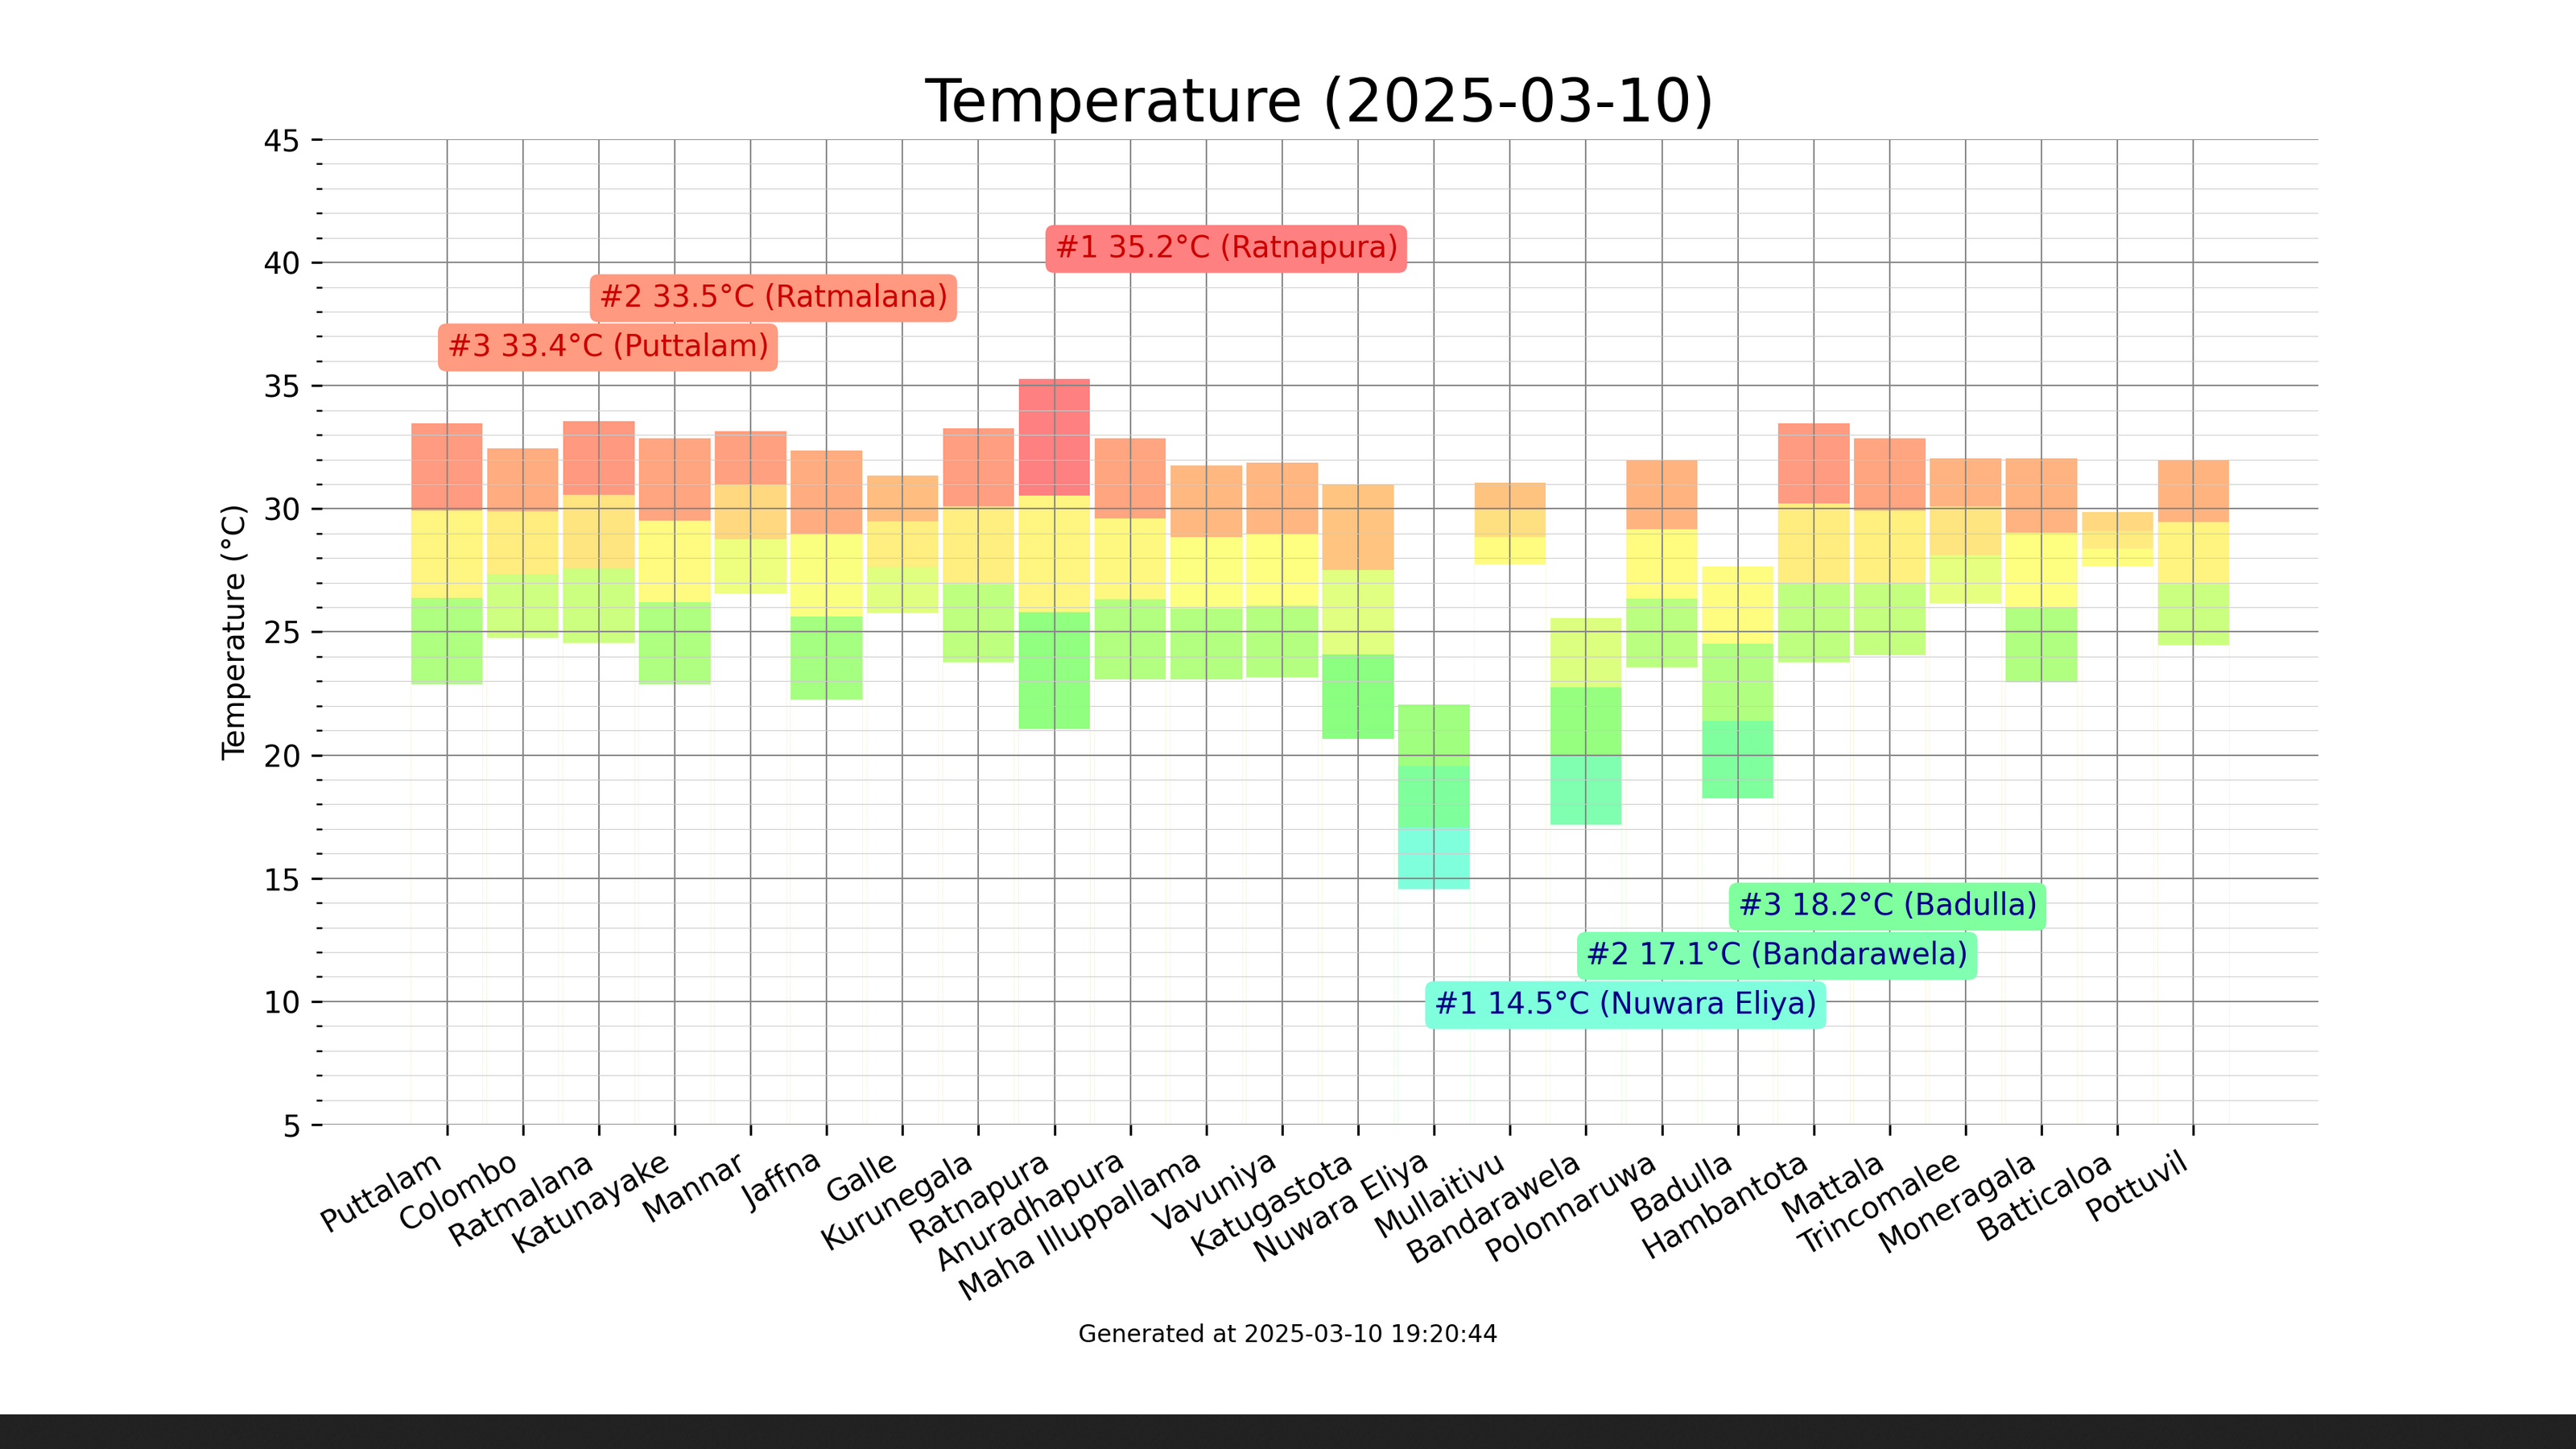 Temperature (2025-03-10)
45
40
35
30
25
20
15
10
5
Temperature (°C)
#1 35.2°C (Ratnapura)
#2 33.5°C (Ratmalana)
#3 33.4°C (Puttalam)
#3 18.2°C (Badulla)
#2 17.1°C (Bandarawela)
#1 14.5°C (Nuwara Eliya)
Puttalam
Colombo
Ratmalana
Katunayake
Mannar
Jaffna
Galle
Kurunegala
Ratnapura
Anuradhapura
Maha Illuppallama
Vavuniya
Katugastota
Nuwara Eliya
Mullaitivu
Bandarawela
Polonnaruwa
Badulla
Hambantota
Mattala
Trincomalee
Moneragala
Batticaloa
Pottuvil
Generated at 2025-03-10 19:20:44